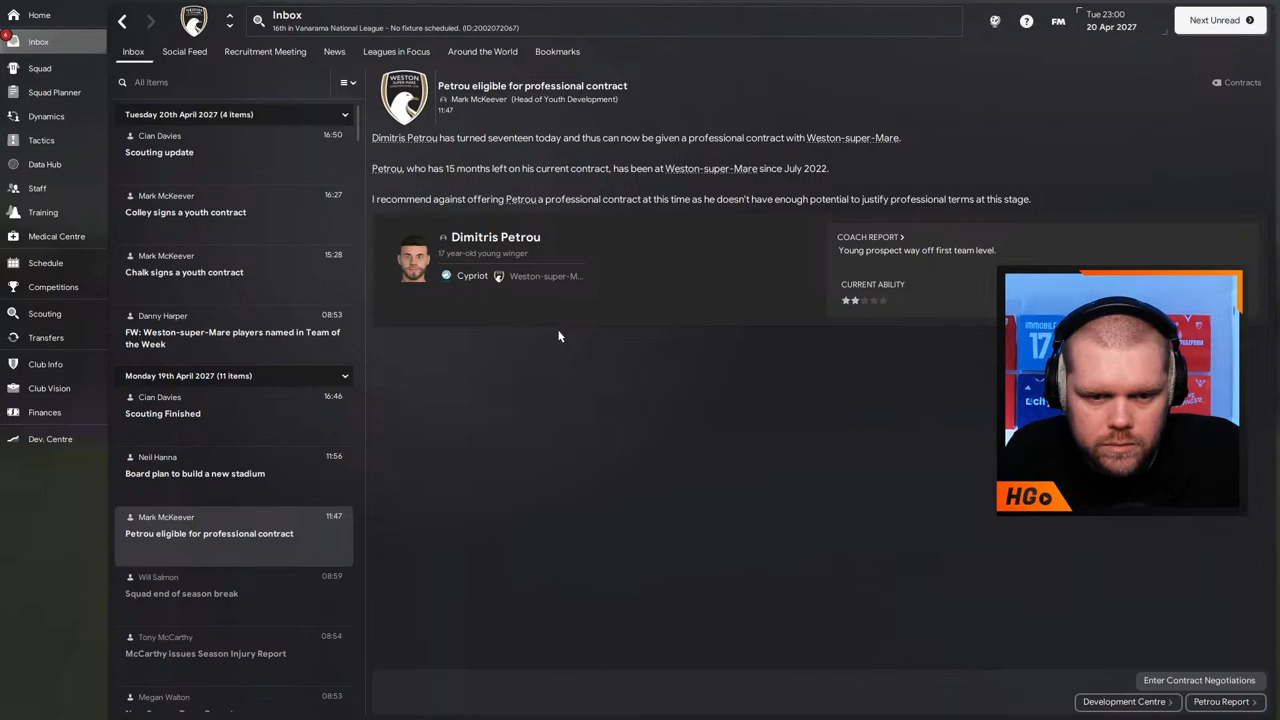 Home
Inbox
16th in Vanarama National League - No fixture scheduled. (ID:2002072067)
Tue 23:00
20 Apr 2027
Next Unread
FM
6
Inbox
Squad
Squad Planner
Dynamics
Tactics
Data Hub
Staff
Training
Medical Centre
Schedule
Competitions
Scouting
Transfers
Club Info
Club Vision
Finances
Dev. Centre
Inbox Social Feed Recruitment Meeting News Leagues in Focus Around the World Bookmarks
All Items
Tuesday 20th April 2027 (4 items)
Cian Davies 16:50
Scouting update
Mark McKeever 16:27
Colley signs a youth contract
Mark McKeever 15:28
Chalk signs a youth contract
Danny Harper 08:53
FW: Weston-super-Mare players named in Team of
the Week
Monday 19th April 2027 (11 items)
Cian Davies 16:46
Scouting Finished
Neil Hanna 11:56
Board plan to build a new stadium
Mark McKeever 11:47
Petrou eligible for professional contract
Will Salmon 08:59
Squad end of season break
Tony McCarthy 08:54
McCarthy issues Season Injury Report
Megan Walton 08:53
WESTON
SUPER MARE
Petrou eligible for professional contract
Mark McKeever (Head of Youth Development)
11:47
Contracts
Dimitris Petrou has turned seventeen today and thus can now be given a professional contract with Weston-super-Mare.
Petrou, who has 15 months left on his current contract, has been at Weston-super-Mare since July 2022.
I recommend against offering Petrou a professional contract at this time as he doesn't have enough potential to justify professional terms at this stage.
Dimitris Petrou
17 year-old young winger
Cypriot Weston-super-M...
COACH REPORT >
Young prospect way off first team level.
CURRENT ABILITY
17
HGO
Enter Contract Negotiations
Development Centre >
Petrou Report >